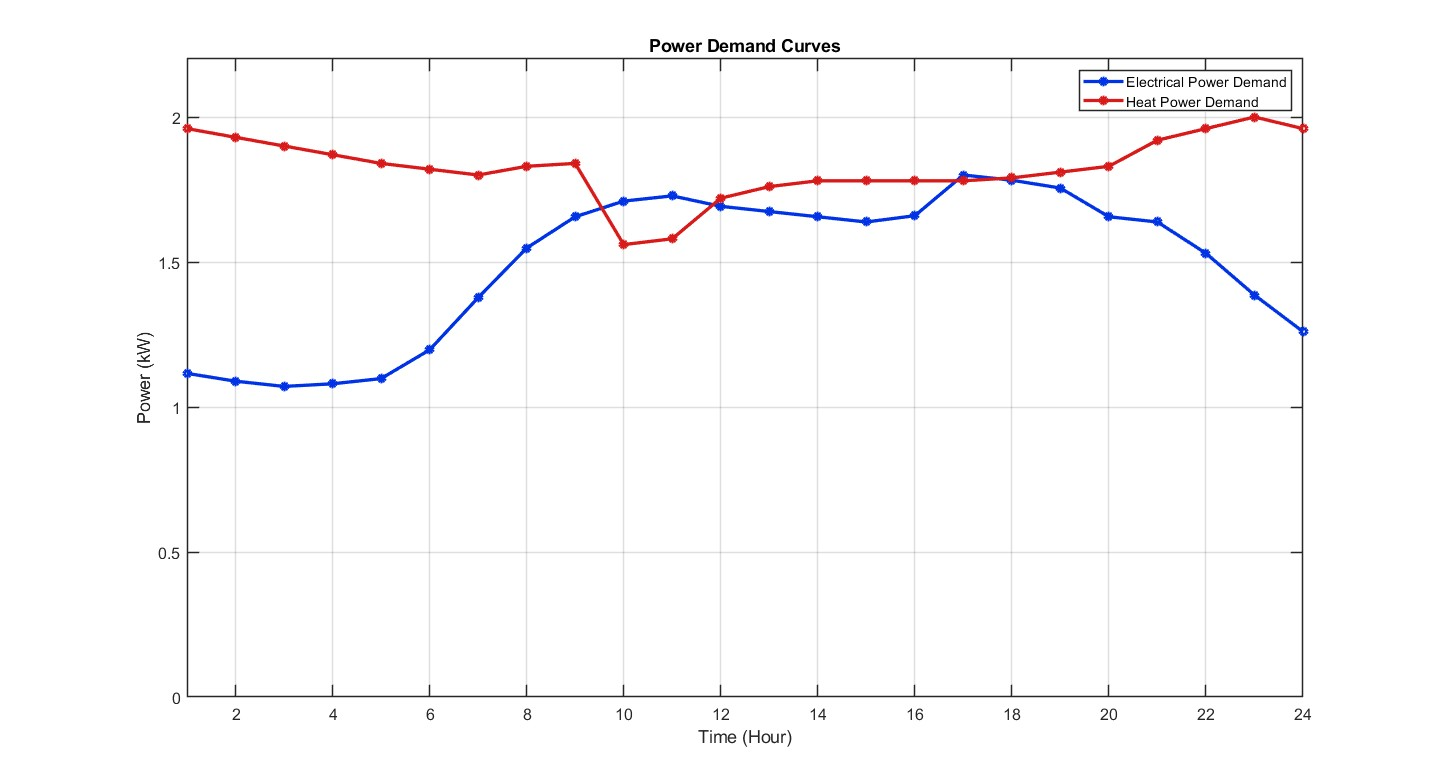 Power Demand Curves
Electrical Power Demand
Heat Power Demand
2
1.5
1
0.5
0
Power (kW)
2 4 6 8 10 12 14 16 18 20 22 24
Time (Hour)